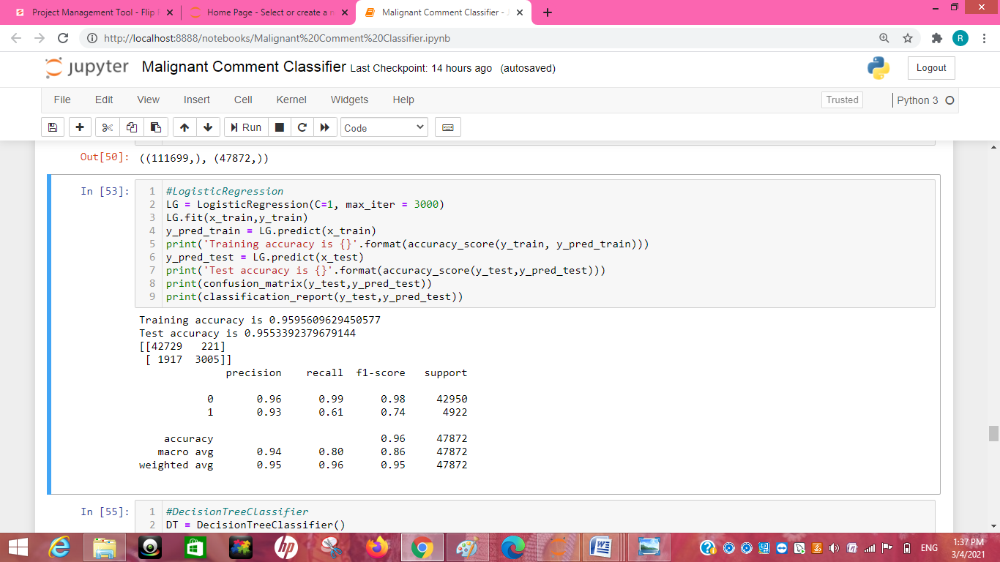 Project Management Tool - Flip
Home Page - Select or create a n
Malignant Comment Classifier - J
http://localhost:8888/notebooks/Malignant%20Comment%20Classifier.ipynb
R
jupyter Malignant Comment Classifier Last Checkpoint: 14 hours ago (autosaved)
Logout
File Edit View Insert Cell Kernel Widgets Help
Trusted
Python 3
Run
Code
Out[50]: ((111699,), (47872,))
In [53]:
1 #LogisticRegression
2 LG = LogisticRegression(C=1, max_iter = 3000)
3 LG.fit(x_train,y_train)
4 y_pred_train = LG.predict(x_train)
5 print('Training accuracy is {}'.format(accuracy_score(y_train, y_pred_train)))
6 y_pred_test = LG.predict(x_test)
7 print('Test accuracy is {}'.format(accuracy_score(y_test,y_pred_test)))
8 print(confusion_matrix(y_test,y_pred_test))
9 print(classification_report(y_test,y_pred_test))
Training accuracy is 0.9595609629450577
Test accuracy is 0.9553392379679144
[[42729 221]
[ 1917 3005]]
precision recall f1-score support
0 0.96 0.99 0.98 42950
1 0.93 0.61 0.74 4922
accuracy 0.96 47872
macro avg 0.94 0.80 0.86 47872
weighted avg 0.95 0.96 0.95 47872
In [55]:
1 #DecisionTreeClassifier
2 DT = DecisionTreeClassifier()
hp
ENG
1:37 PM
3/4/2021